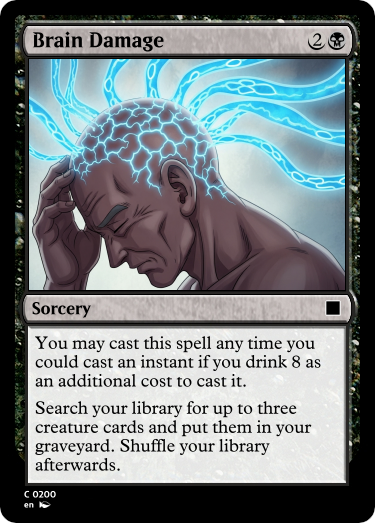 Brain Damage 2
Sorcery
You may cast this spell any time you
could cast an instant if you drink 8 as
an additional cost to cast it.
Search your library for up to three
creature cards and put them in your
graveyard. Shuffle your library
afterwards.
C 0200
en